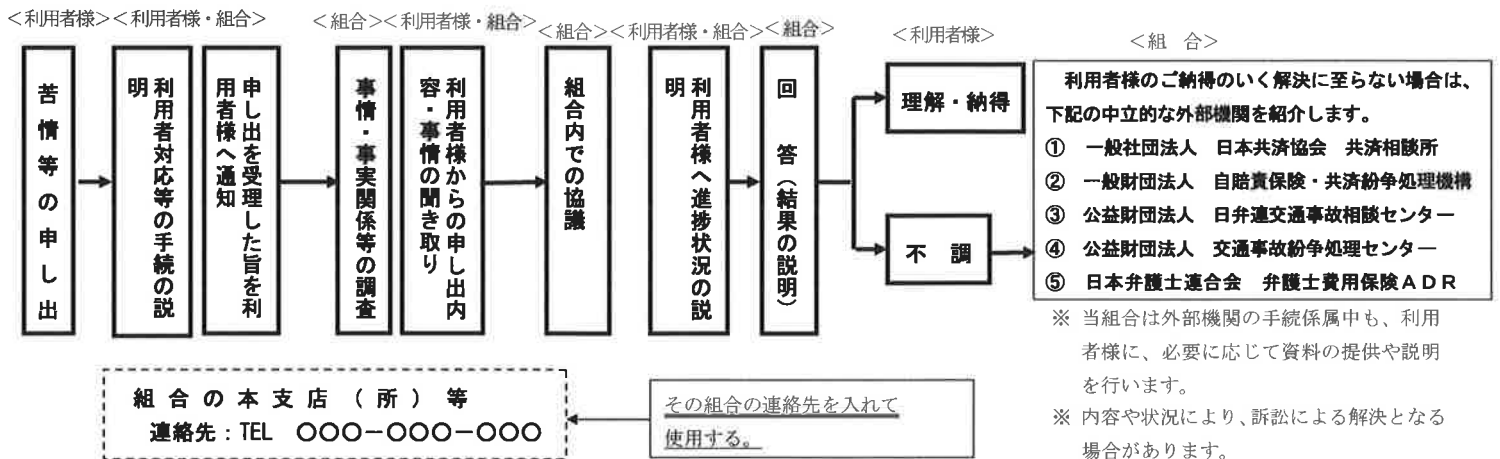 <利用者様>
<利用者様・組合>
<組合>
<利用者様・組合>
<組合>
<利用者様・組合>
<組合>
<利用者様>
<組　合>
苦情等の申し出
利用者対応等の手続の説
明
申し出を受理した旨を利
用者様へ通知
事情・事実関係等の調査
利用者様からの申し出内
容・事情の聞き取り
組合内での協議
利用者様へ進捗状況の説
明
回　答（結果の説明）
理解・納得
不　調
利用者様のご納得のいく解決に至らない場合は、
下記の中立的な外部機関を紹介します。
①　一般社団法人　日本共済協会　共済相談所
②　一般財団法人　自賠責保険・共済紛争処理機構
③　公益財団法人　日弁連交通事故相談センター
④　公益財団法人　交通事故紛争処理センター
⑤　日本弁護士連合会　弁護士費用保険ＡＤＲ
※ 当組合は外部機関の手続係属中も、利用
者様に、必要に応じて資料の提供や説明
を行います。
※ 内容や状況により、訴訟による解決となる
場合があります。
組合の本支店（所）等
連絡先：TEL　〇〇〇－〇〇〇－〇〇〇
その組合の連絡先を入れて
使用する。